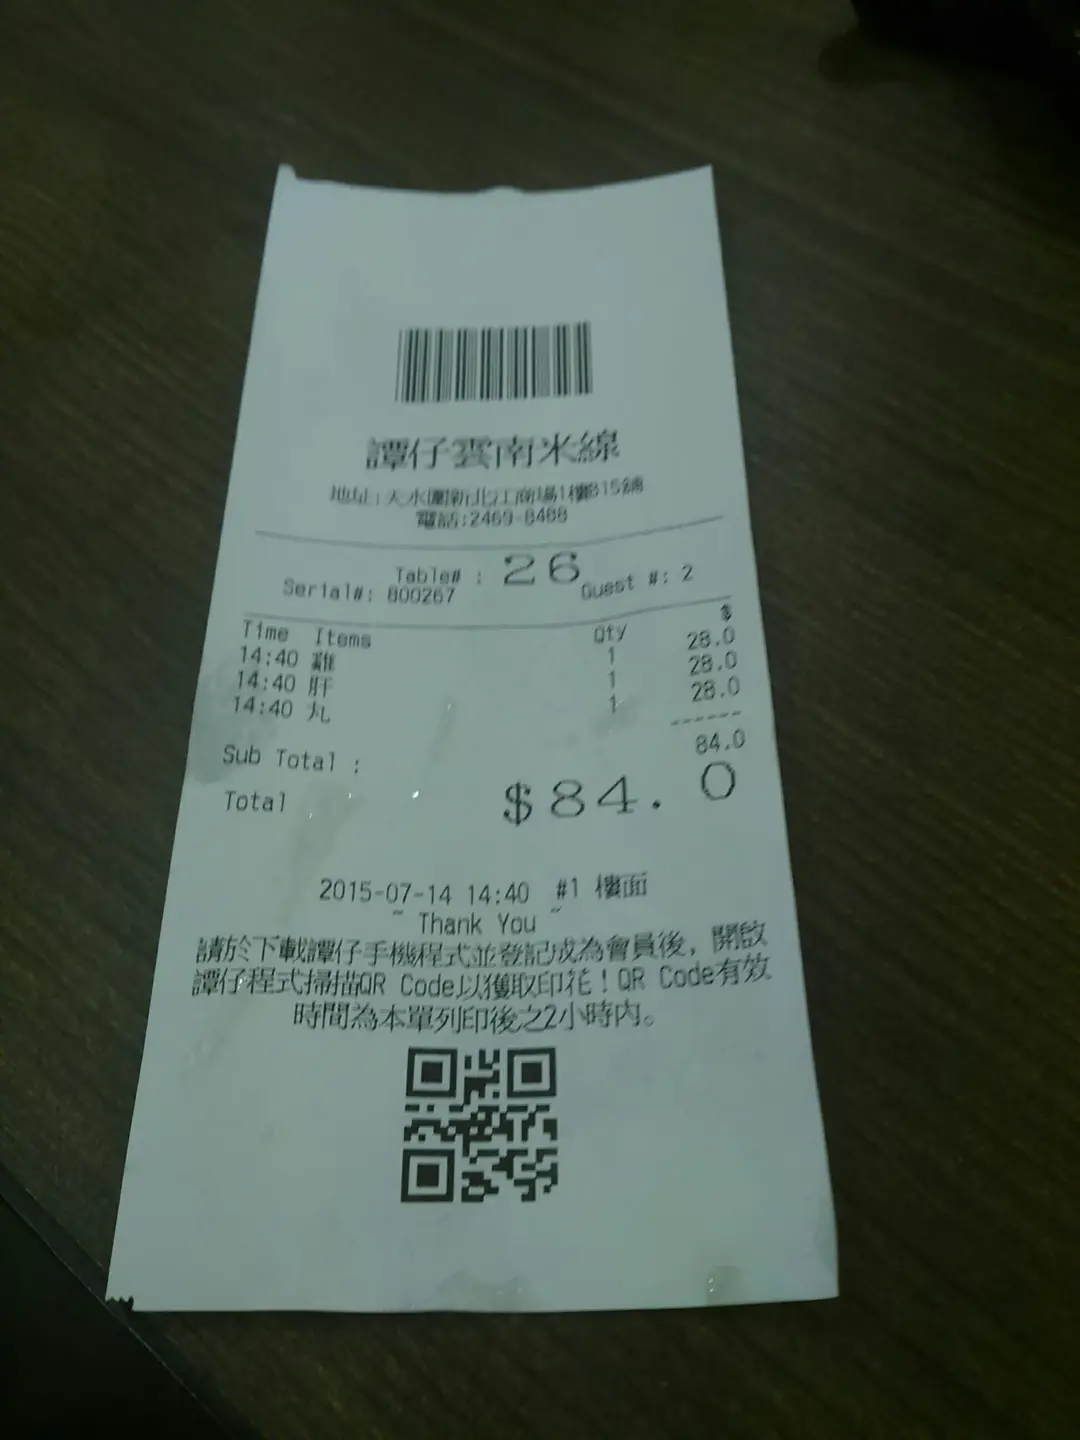 譚仔雲南米線
地址:天水圍新北江商場1樓B15舖
電話:2469-8488
Table# : 26
Serial#: 800267 Guest #: 2
$
Time Items Qty
14:40 雞 1 28.0
14:40 肝 1 28.0
14:40 丸 1 28.0
------
Sub Total : 84.0
Total $84.0
2015-07-14 14:40 #1 樓面
~ Thank You ~
請於下載譚仔手機程式並登記成為會員後, 開啟
譚仔程式掃描QR Code以獲取印花!QR Code有效
時間為本單列印後之2小時內。